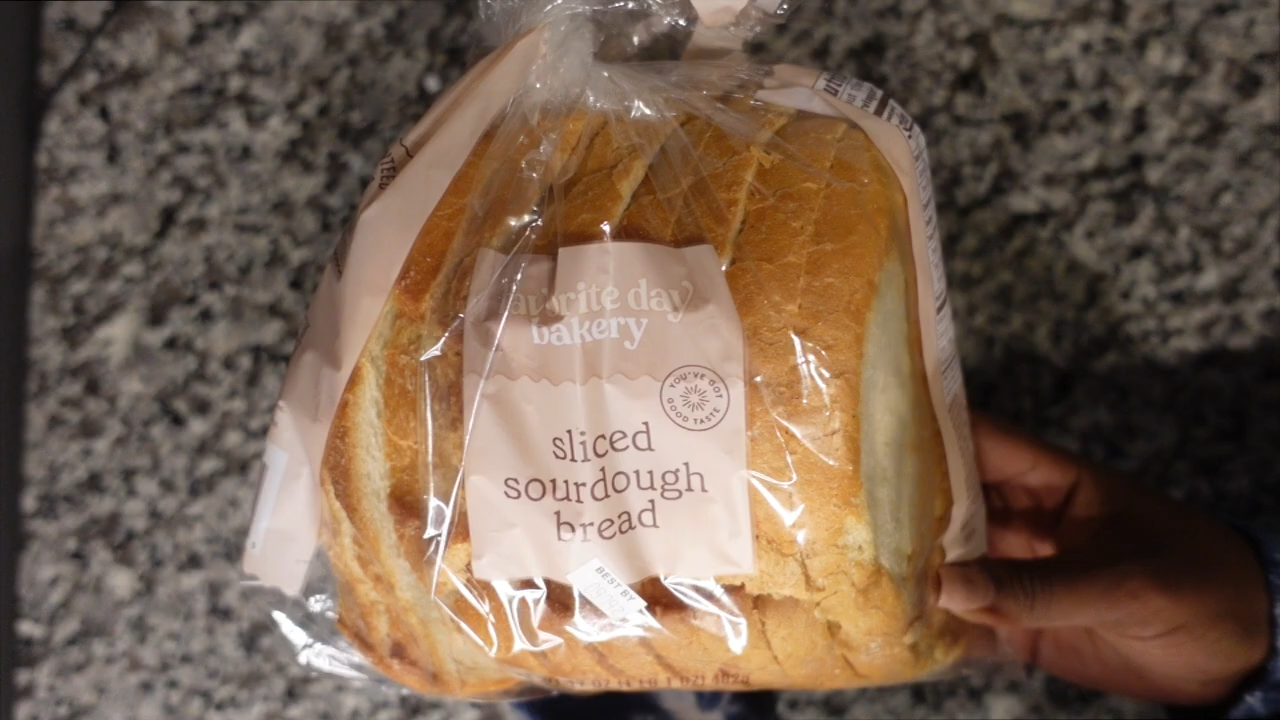 favorite day
bakery
YOU'VE GOT
GOOD TASTE
sliced
sourdough
bread
BEST BY